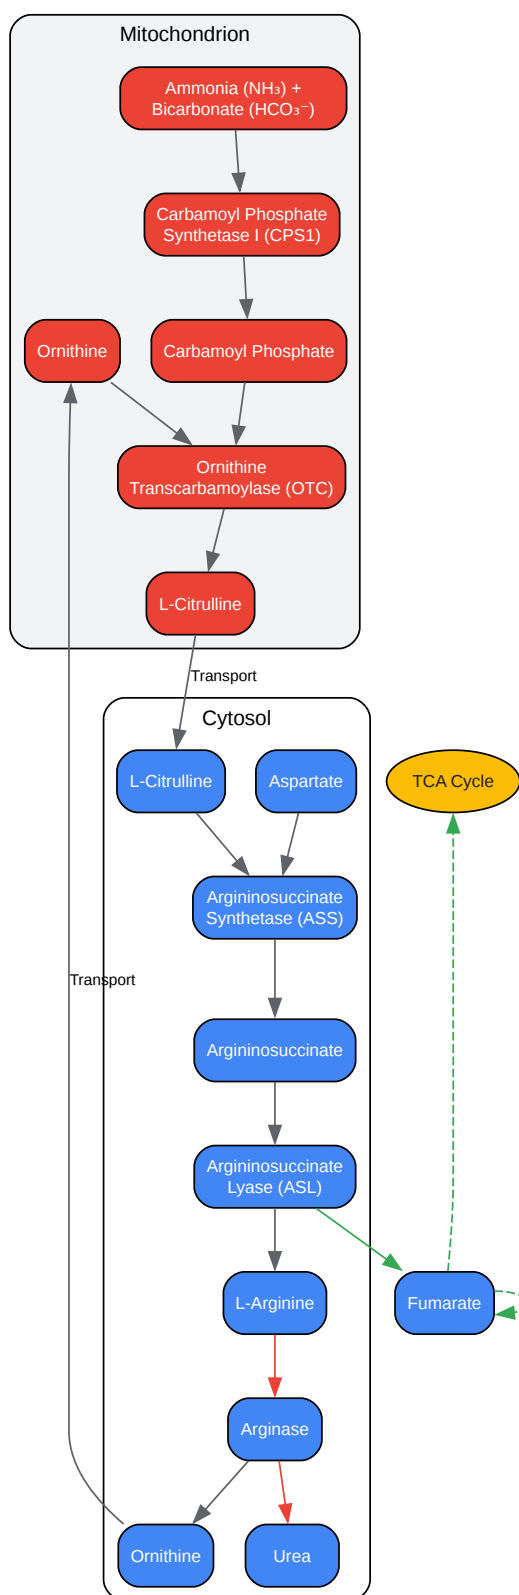 Mitochondrion
Ammonia (NH₃) +
Bicarbonate (HCO₃⁻)
Carbamoyl Phosphate
Synthetase I (CPS1)
Ornithine
Carbamoyl Phosphate
Ornithine
Transcarbamoylase (OTC)
L-Citrulline
Transport
Cytosol
L-Citrulline
Aspartate
TCA Cycle
Argininosuccinate
Synthetase (ASS)
Transport
Argininosuccinate
Argininosuccinate
Lyase (ASL)
L-Arginine
Fumarate
Arginase
Ornithine
Urea